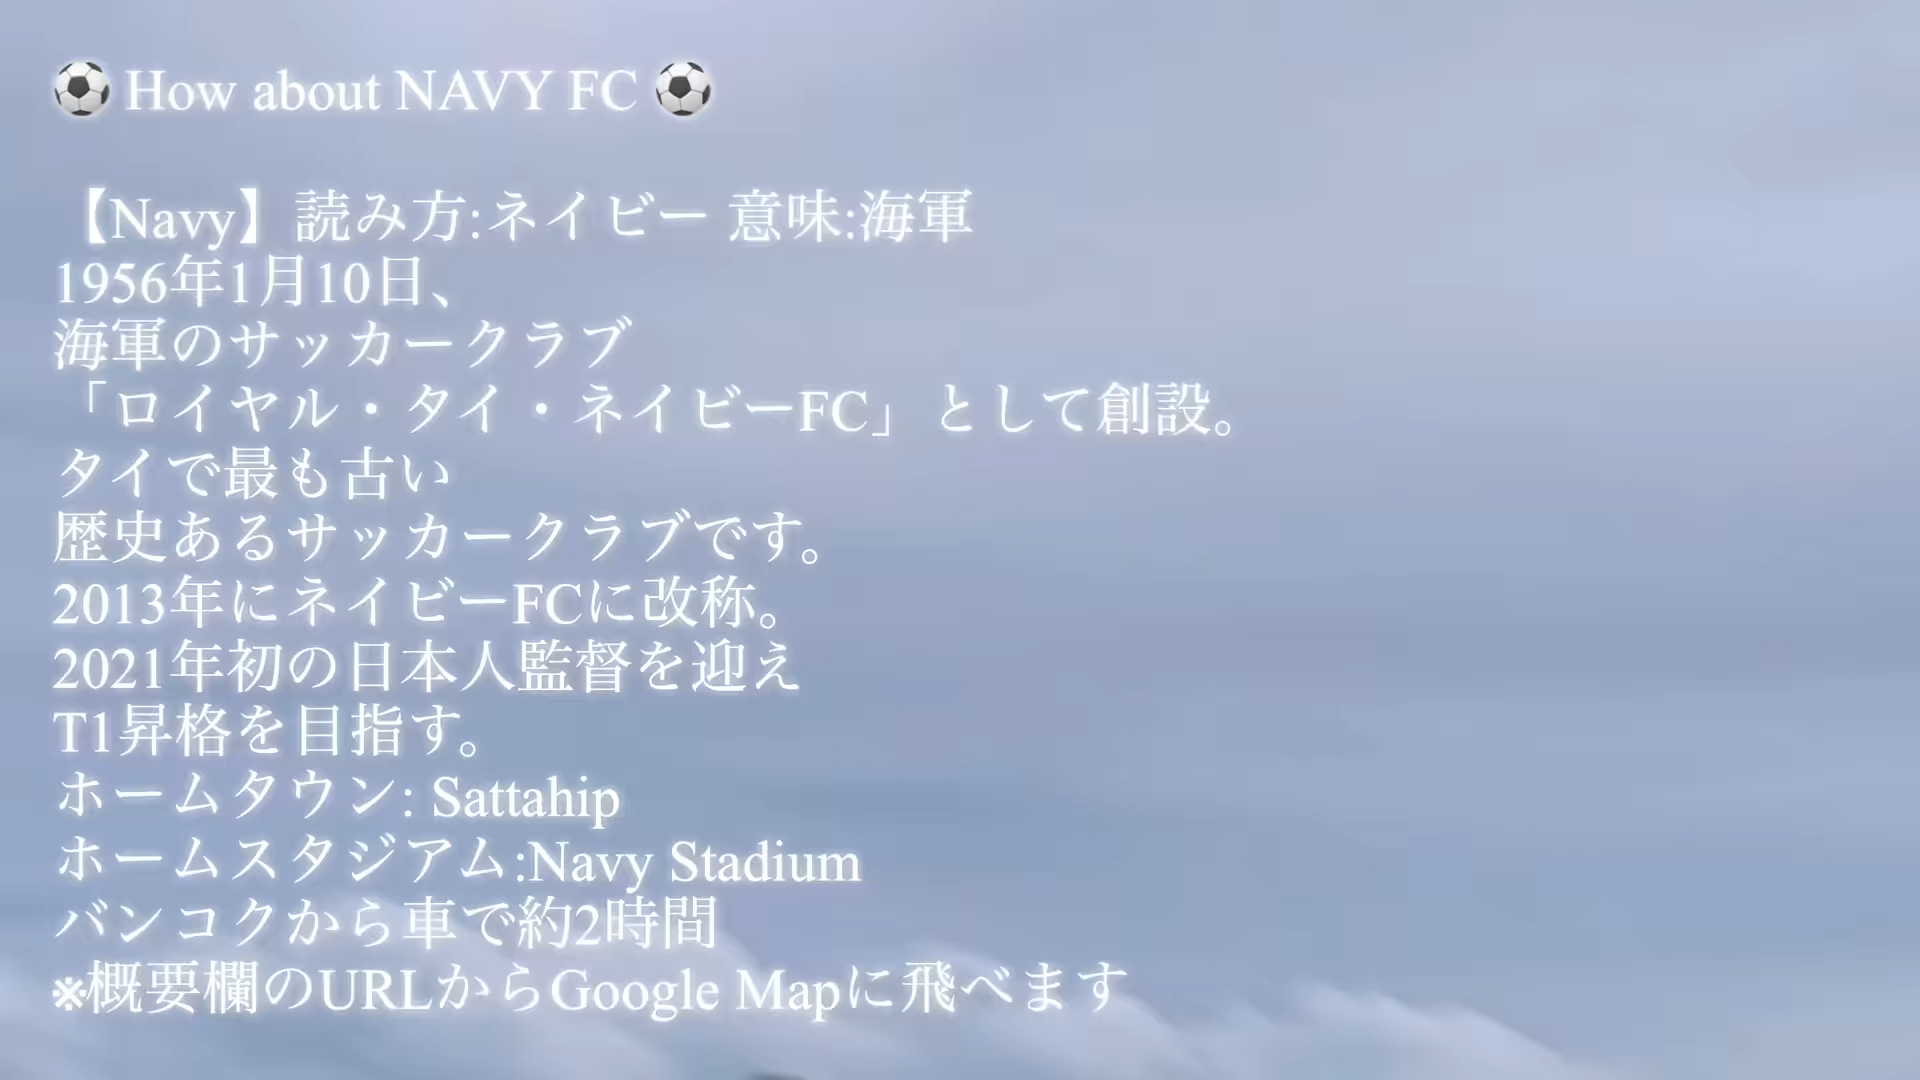 ⚽ How about NAVY FC ⚽
【Navy】読み方:ネイビー 意味:海軍
1956年1月10日、
海軍のサッカークラブ
「ロイヤル・タイ・ネイビーFC」として創設。
タイで最も古い
歴史あるサッカークラブです。
2013年にネイビーFCに改称。
2021年初の日本人監督を迎え
T1昇格を目指す。
ホームタウン: Sattahip
ホームスタジアム:Navy Stadium
バンコクから車で約2時間
※概要欄のURLからGoogle Mapに飛べます